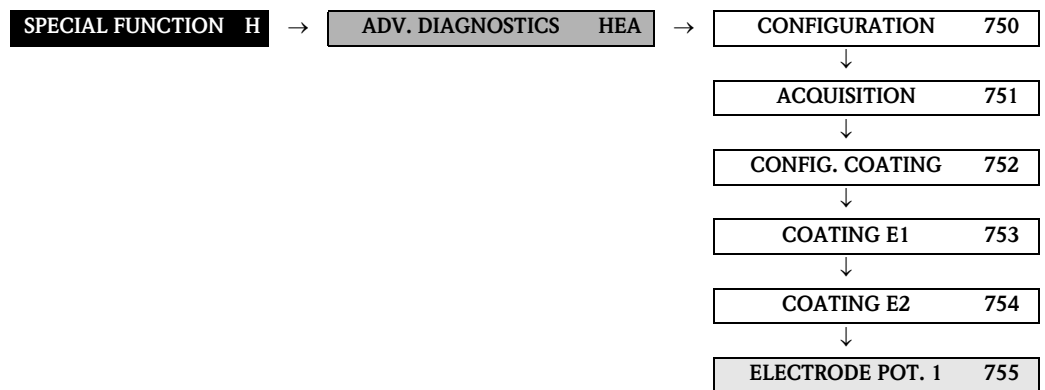 SPECIAL FUNCTION H → ADV. DIAGNOSTICS HEA → CONFIGURATION 750
↓
ACQUISITION 751
↓
CONFIG. COATING 752
↓
COATING E1 753
↓
COATING E2 754
↓
ELECTRODE POT. 1 755